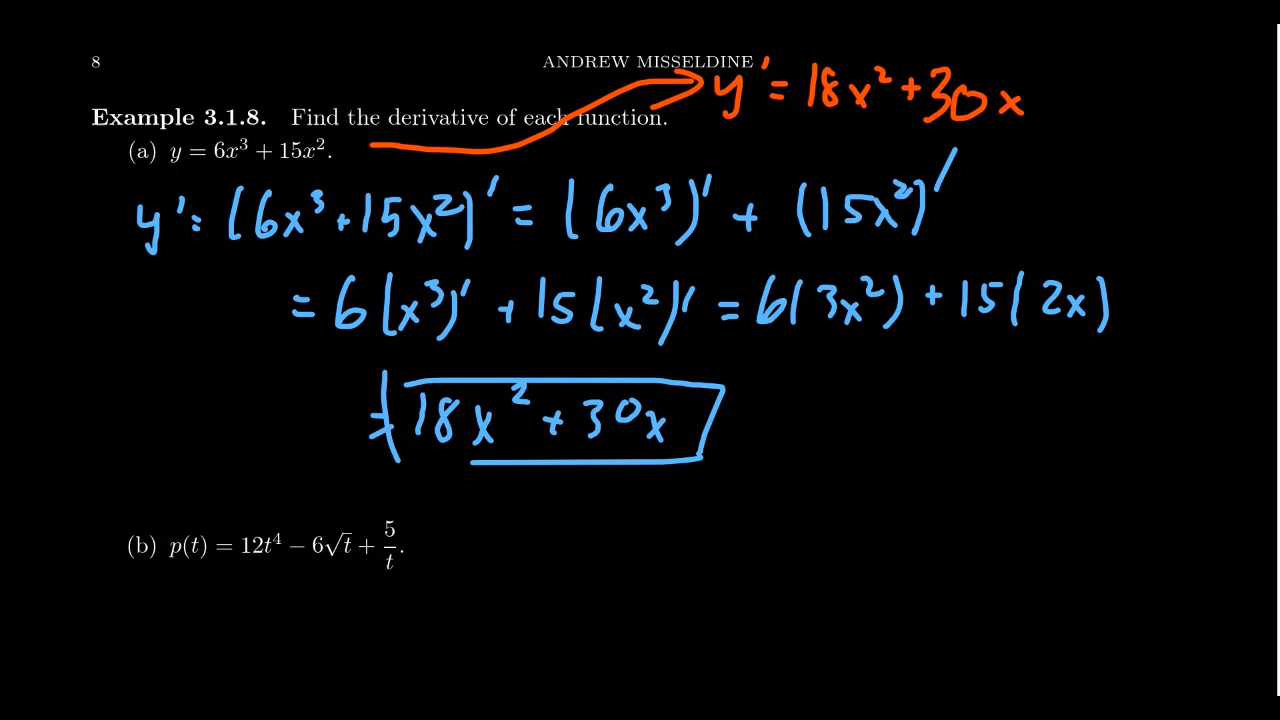 8 ANDREW MISSELDINE
y' = 18x² + 30x
Example 3.1.8. Find the derivative of each function.
(a) y = 6x³ + 15x².
y' = (6x³ + 15x²)' = (6x³)' + (15x²)'
= 6(x³)' + 15(x²)' = 6(3x²) + 15(2x)
= 18x² + 30x
(b) p(t) = 12t⁴ − 6√t + 5/t.